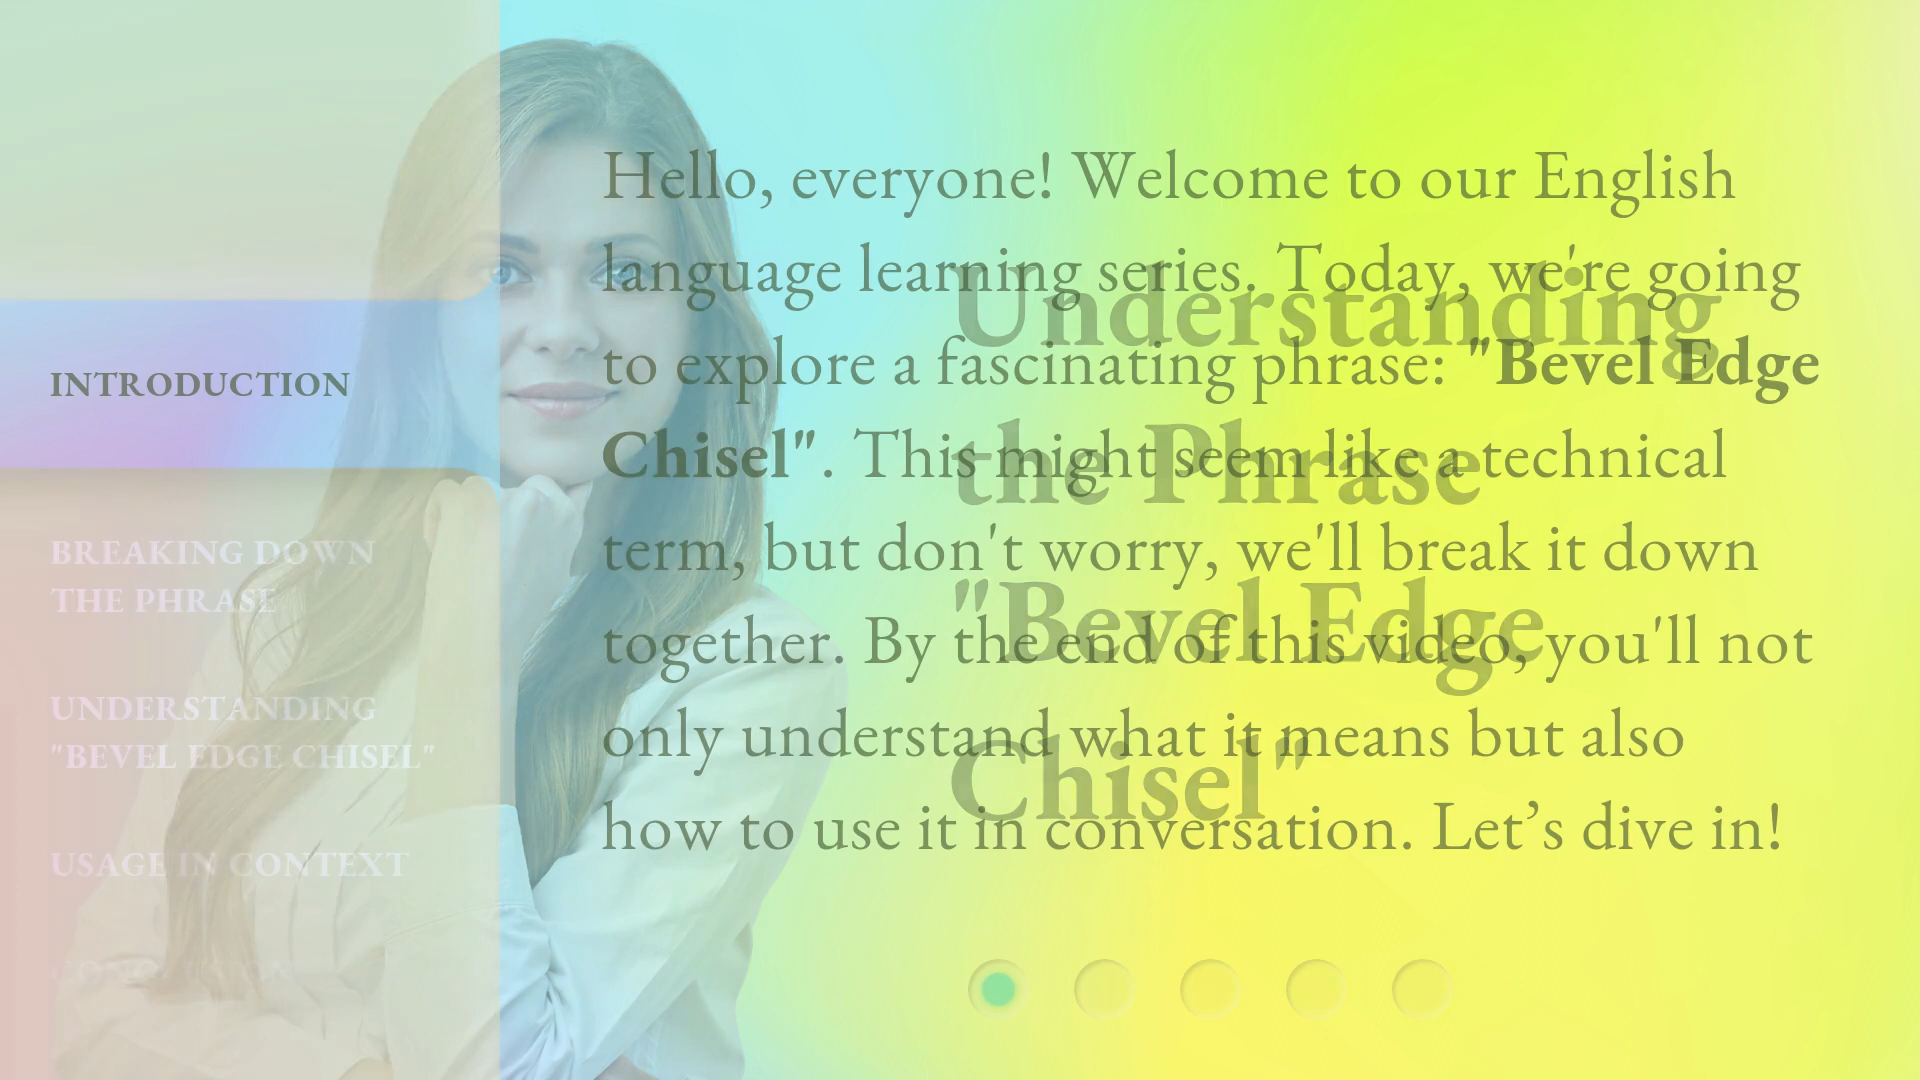 INTRODUCTION
BREAKING DOWN
THE PHRASE
UNDERSTANDING
"BEVEL EDGE CHISEL"
USAGE IN CONTEXT
Hello, everyone! Welcome to our English
language learning series. Today, we're going
to explore a fascinating phrase: "Bevel Edge
Chisel". This might seem like a technical
term, but don't worry, we'll break it down
together. By the end of this video, you'll not
only understand what it means but also
how to use it in conversation. Let’s dive in!
Understanding
the Phrase
"Bevel Edge
Chisel"